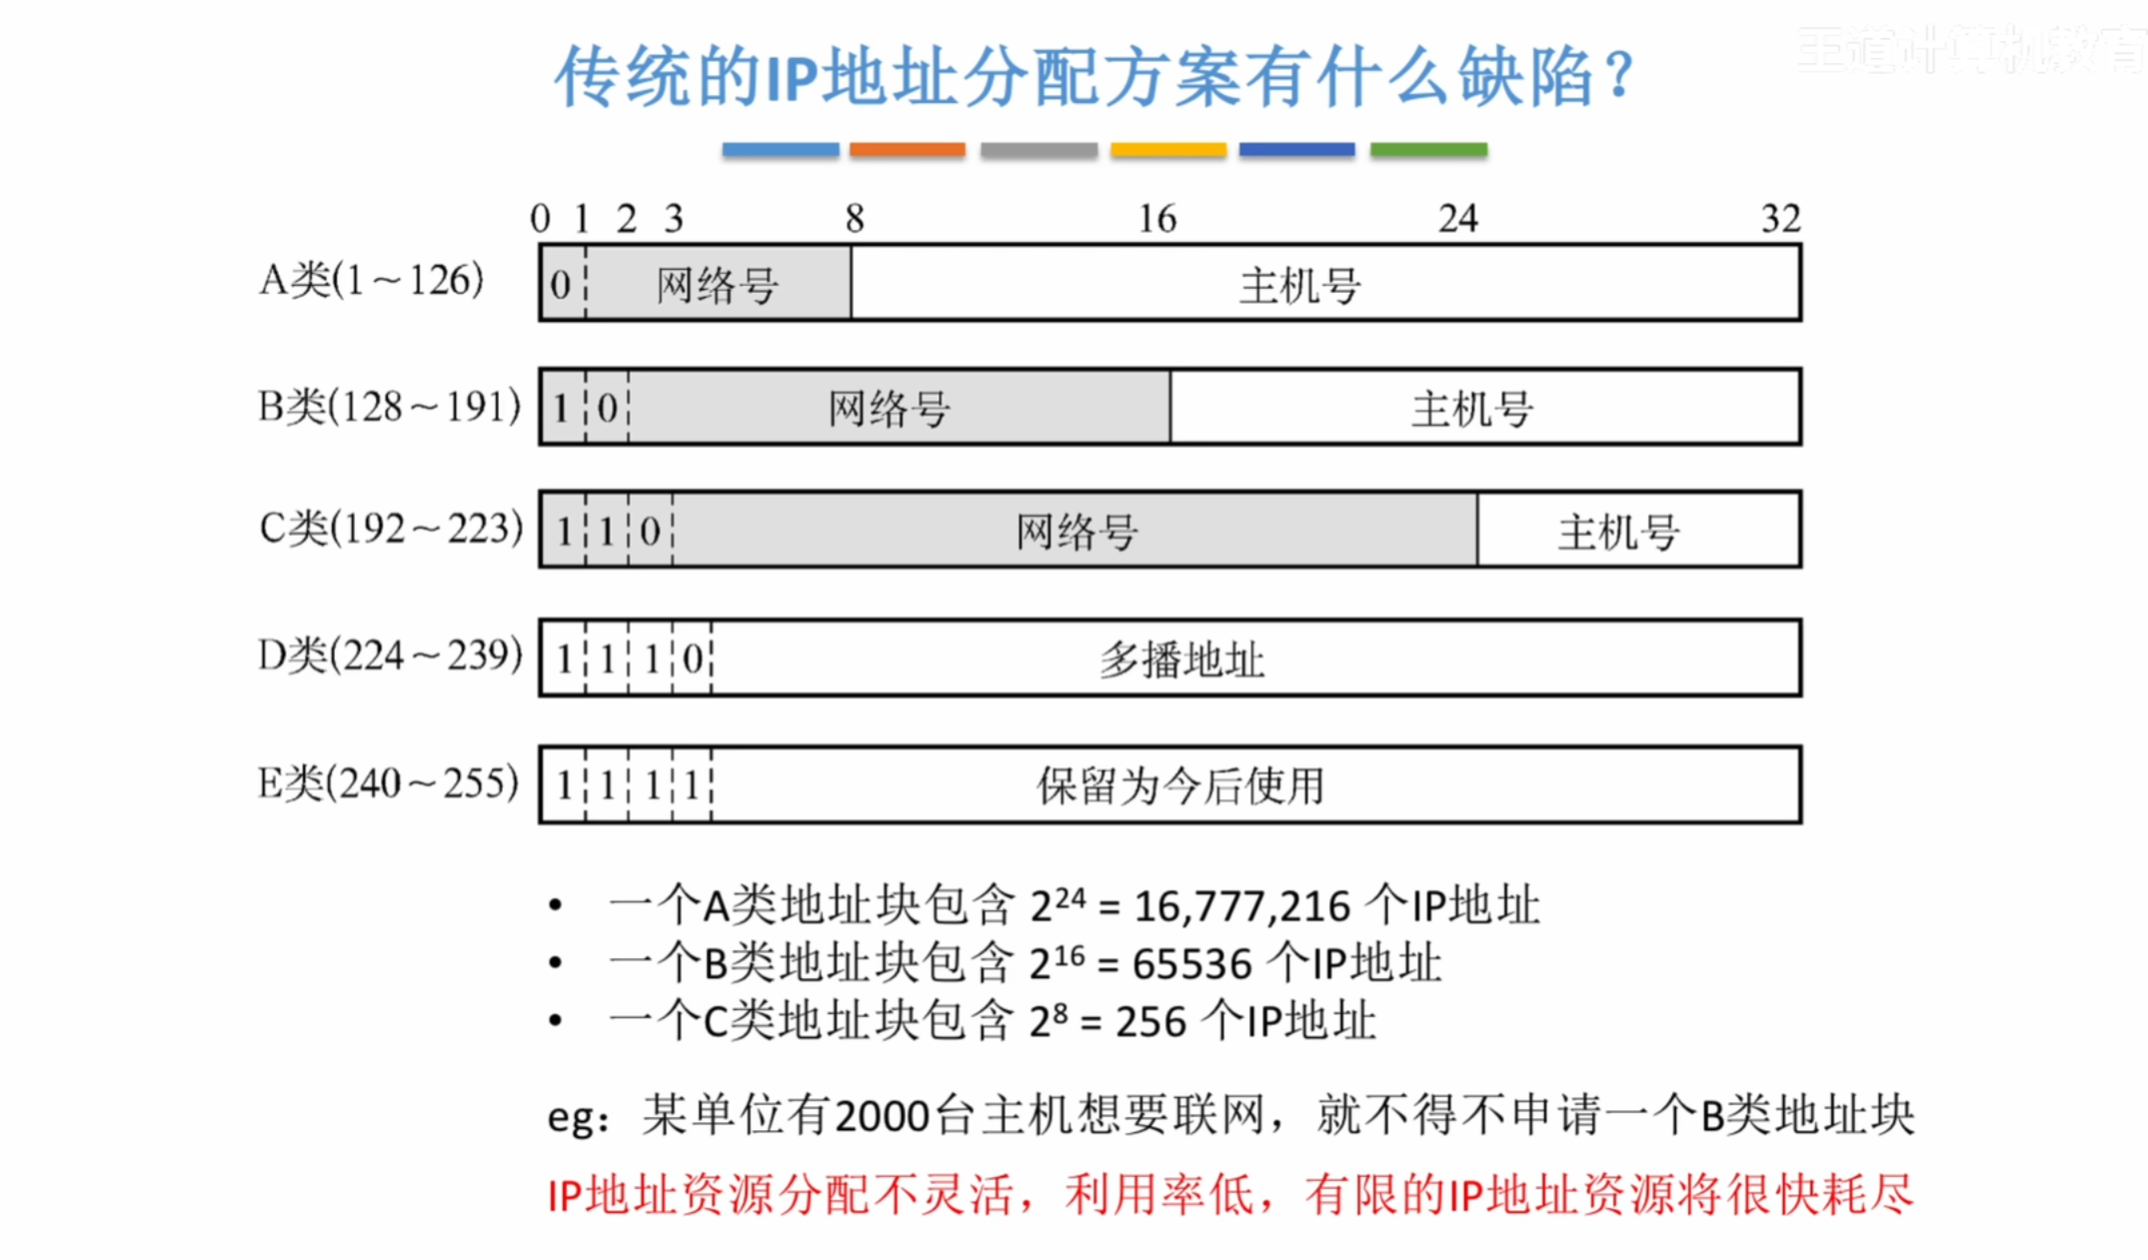 王道计算机教育
传统的IP地址分配方案有什么缺陷？
0 1 2 3 8 16 24 32
A类(1～126) 0 网络号 主机号
B类(128～191) 1 0 网络号 主机号
C类(192～223) 1 1 0 网络号 主机号
D类(224～239) 1 1 1 0 多播地址
E类(240～255) 1 1 1 1 保留为今后使用
• 一个A类地址块包含 2²⁴ = 16,777,216 个IP地址
• 一个B类地址块包含 2¹⁶ = 65536 个IP地址
• 一个C类地址块包含 2⁸ = 256 个IP地址
eg：某单位有2000台主机想要联网，就不得不申请一个B类地址块
IP地址资源分配不灵活，利用率低，有限的IP地址资源将很快耗尽